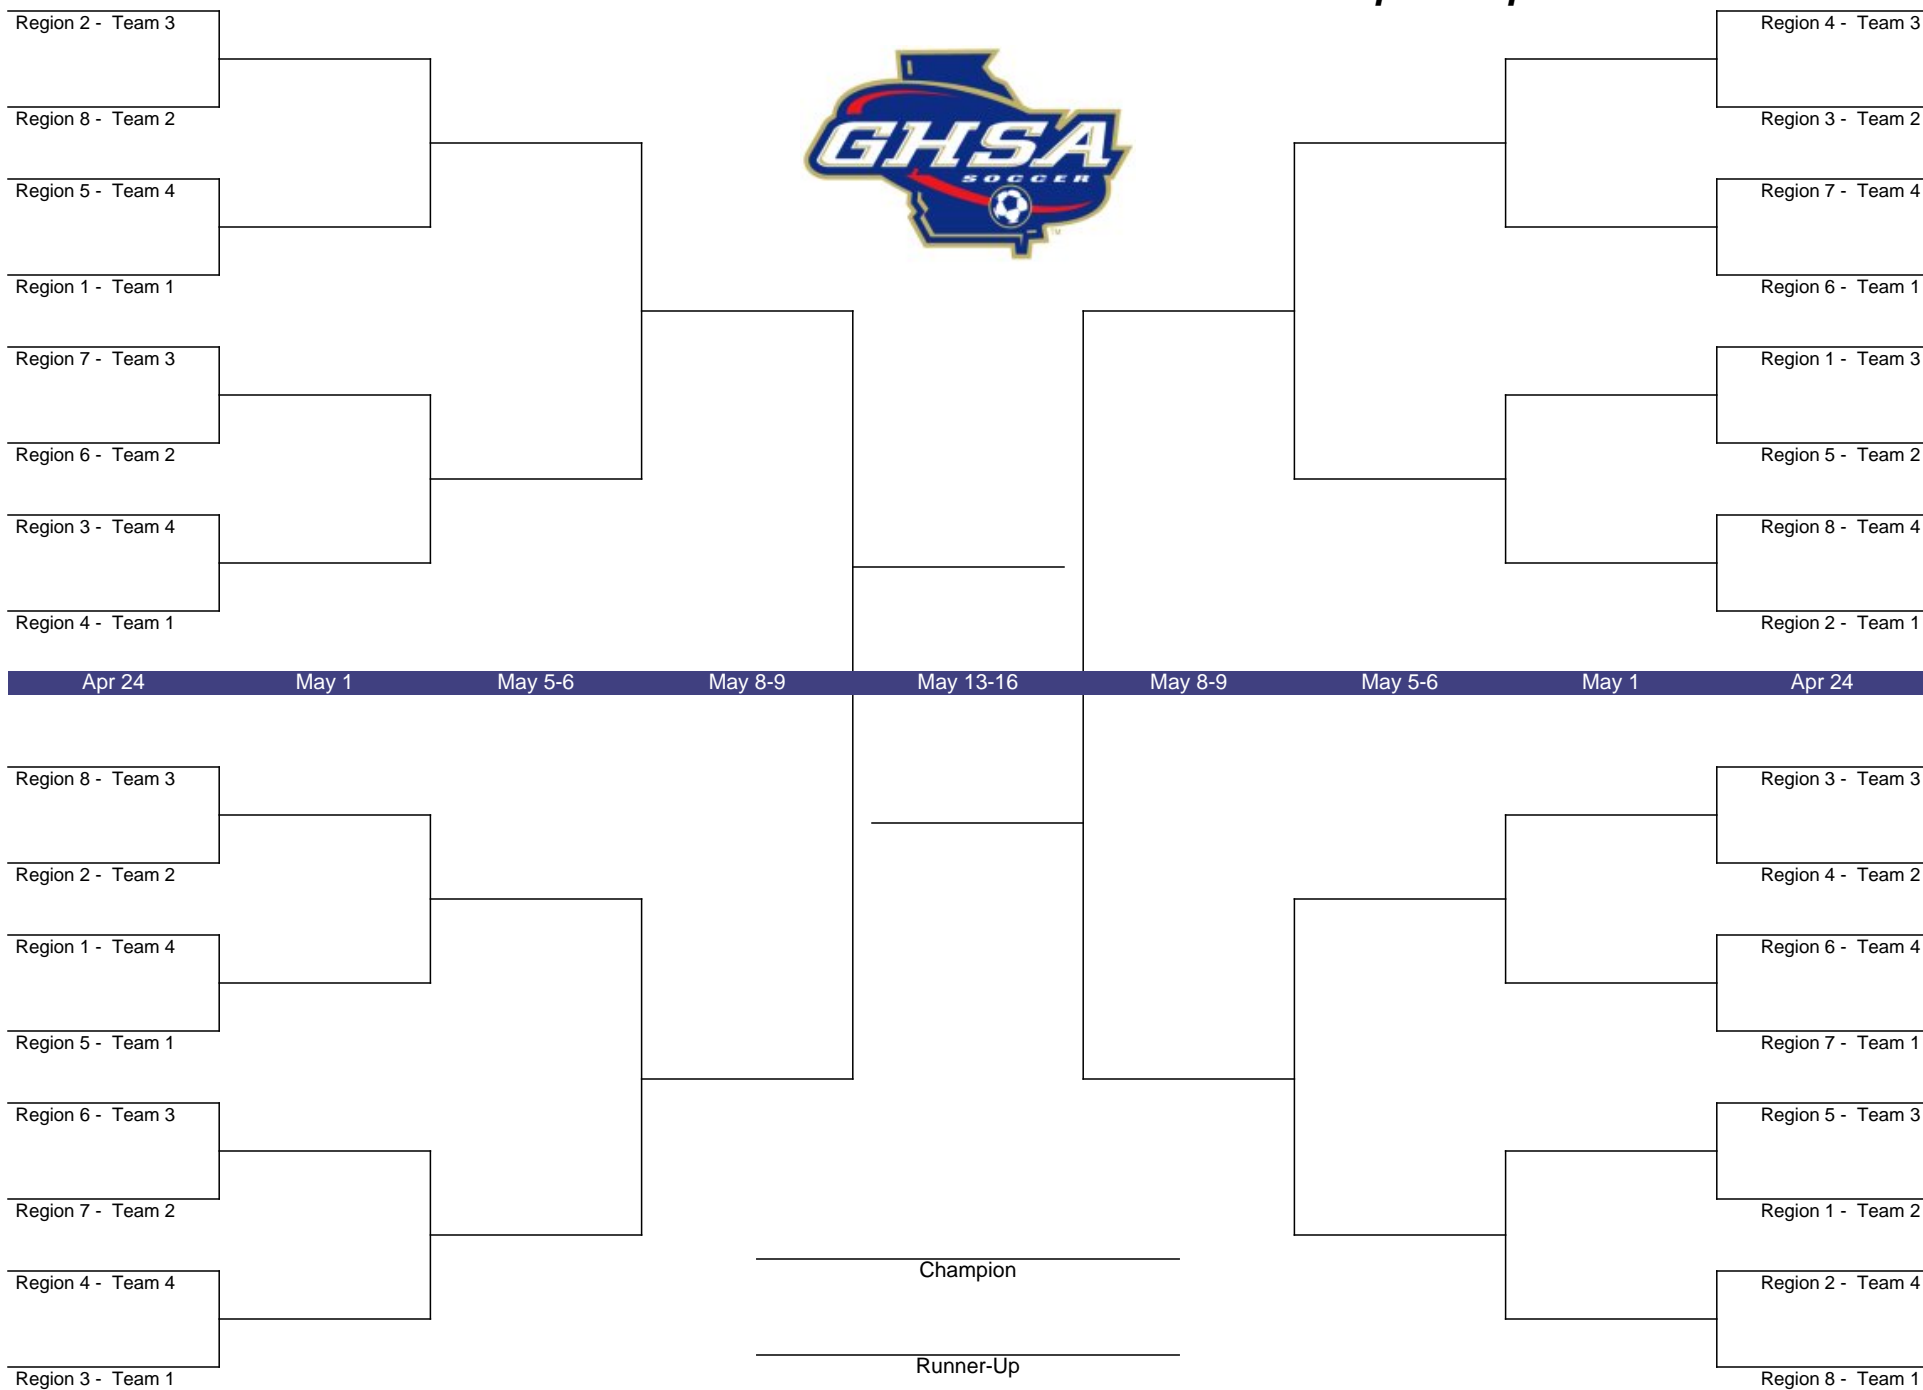 Region 2 - Team 3
Region 4 - Team 3
GHSA
SOCCER
TM
Region 8 - Team 2
Region 3 - Team 2
Region 5 - Team 4
Region 7 - Team 4
Region 1 - Team 1
Region 6 - Team 1
Region 7 - Team 3
Region 1 - Team 3
Region 6 - Team 2
Region 5 - Team 2
Region 3 - Team 4
Region 8 - Team 4
Region 4 - Team 1
Region 2 - Team 1
Apr 24 May 1 May 5-6 May 8-9 May 13-16 May 8-9 May 5-6 May 1 Apr 24
Region 8 - Team 3
Region 3 - Team 3
Region 2 - Team 2
Region 4 - Team 2
Region 1 - Team 4
Region 6 - Team 4
Region 5 - Team 1
Region 7 - Team 1
Region 6 - Team 3
Region 5 - Team 3
Region 7 - Team 2
Region 1 - Team 2
Champion
Region 4 - Team 4
Region 2 - Team 4
Runner-Up
Region 3 - Team 1
Region 8 - Team 1